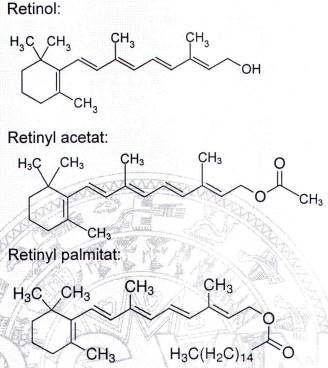 Retinol:
H₃C CH₃ CH₃ CH₃
OH
CH₃
Retinyl acetat:
H₃C CH₃ CH₃ CH₃ O
O CH₃
CH₃
Retinyl palmitat:
H₃C CH₃ CH₃ CH₃
O
CH₃ H₃C(H₂C)₁₄ O